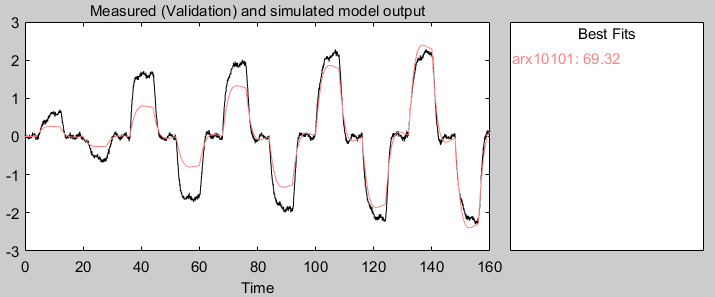 Measured (Validation) and simulated model output
3
2
1
0
-1
-2
-3
0 20 40 60 80 100 120 140 160
Time
Best Fits
arx10101: 69.32